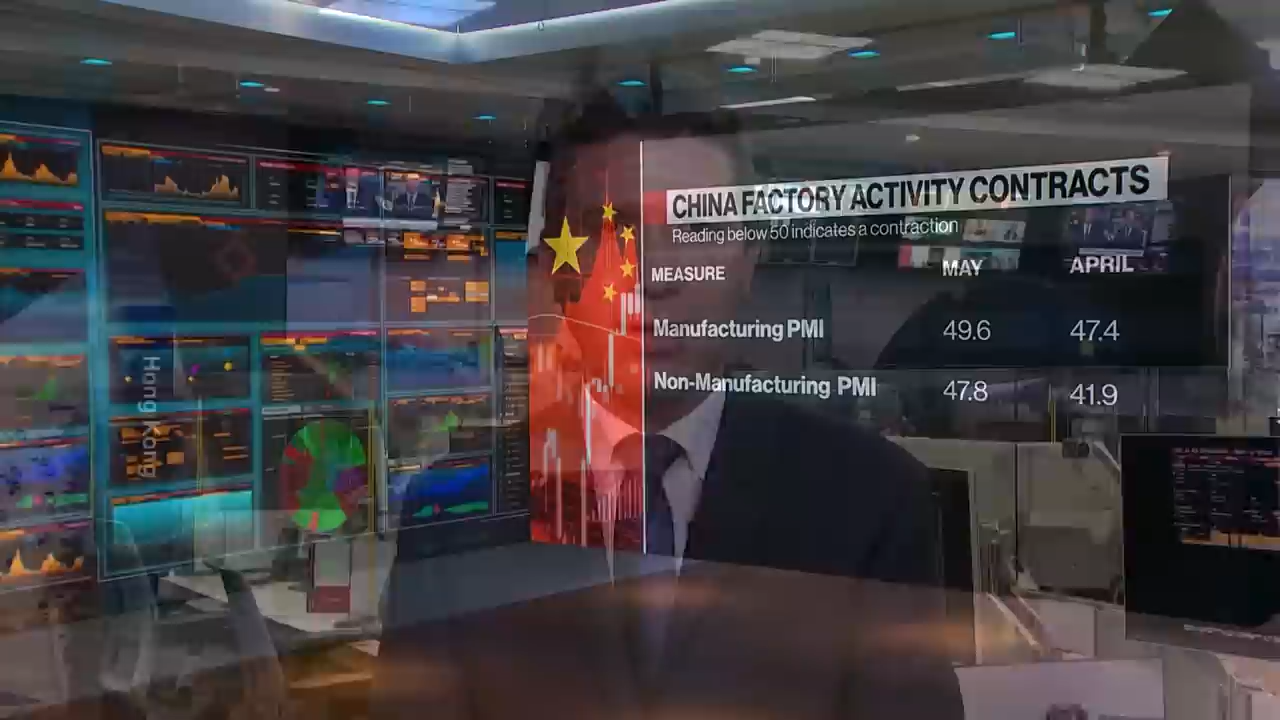 CHINA FACTORY ACTIVITY CONTRACTS
Reading below 50 indicates a contraction
MEASURE MAY APRIL
Manufacturing PMI 49.6 47.4
Non-Manufacturing PMI 47.8 41.9
Hong Kong